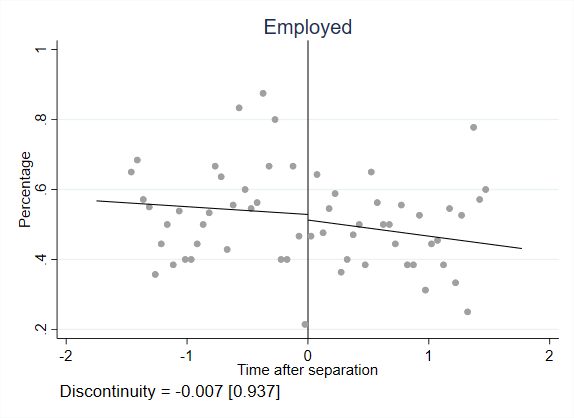 Employed
Percentage
1
.8
.6
.4
.2
-2
-1
0
1
2
Time after separation
Discontinuity = -0.007 [0.937]